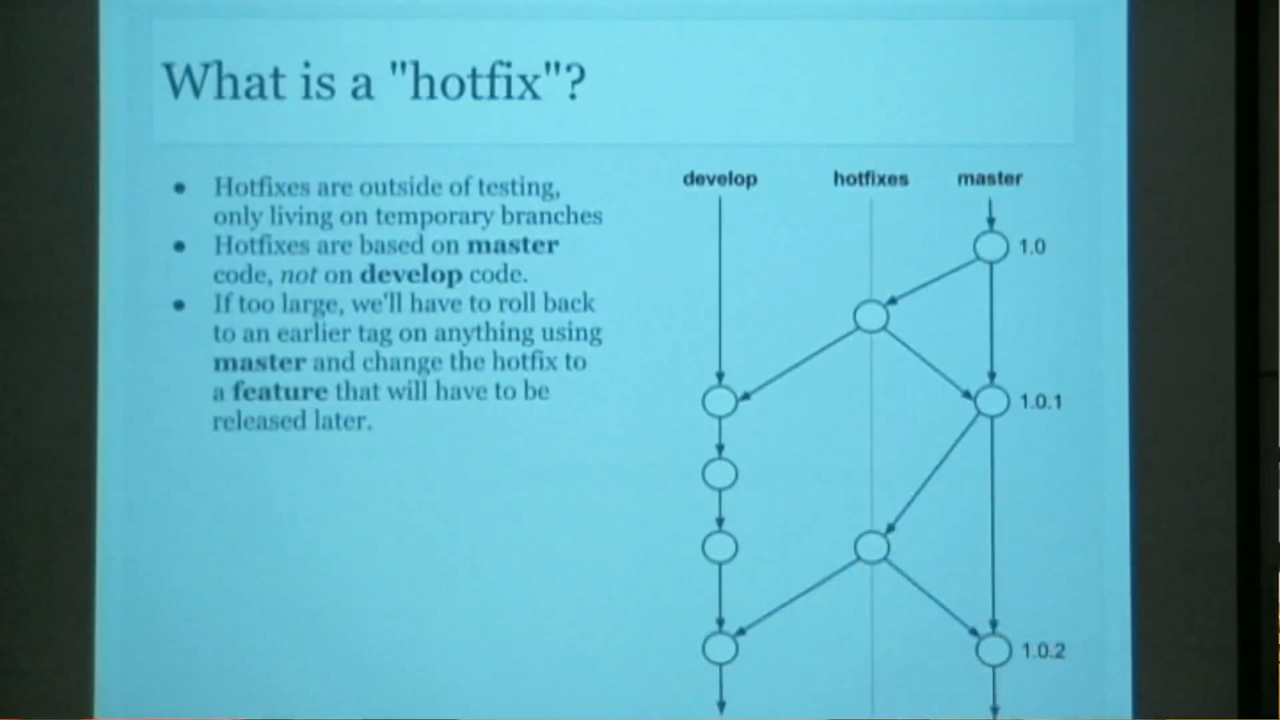 What is a "hotfix"?
● Hotfixes are outside of testing,
only living on temporary branches
● Hotfixes are based on master
code, not on develop code.
● If too large, we'll have to roll back
to an earlier tag on anything using
master and change the hotfix to
a feature that will have to be
released later.
develop hotfixes master
1.0
1.0.1
1.0.2